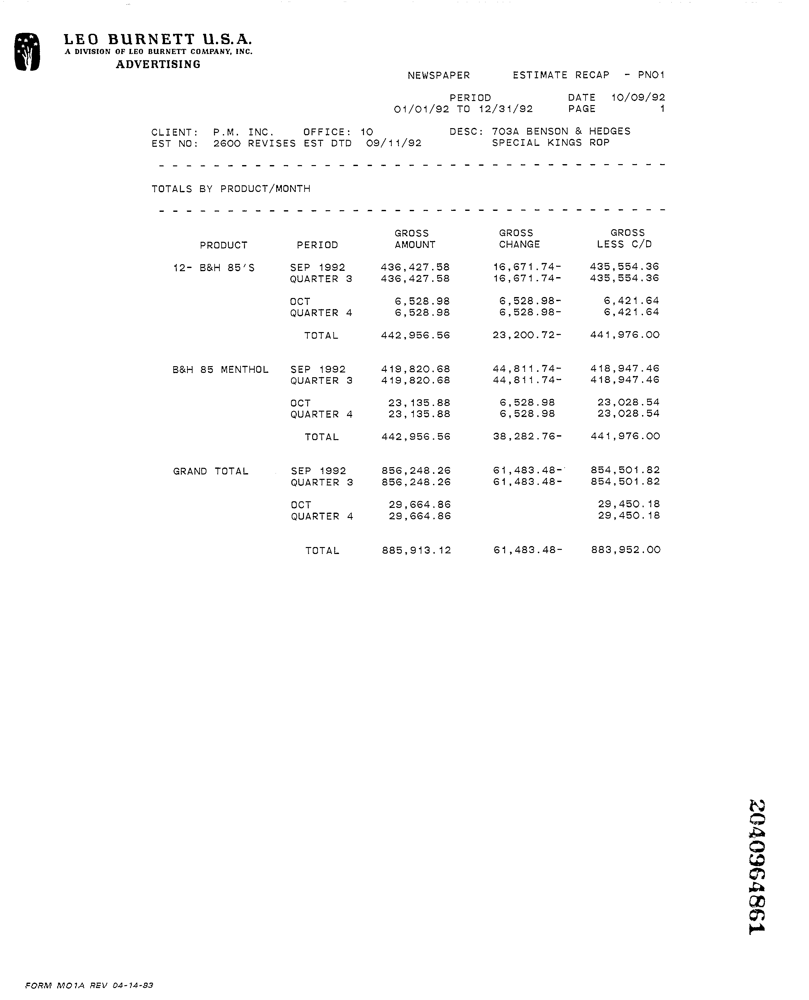 LEO BURNETT U.S.A.
A DIVISION OF LEO BURNETT COMPANY, INC.
ADVERTISING
NEWSPAPER ESTIMATE RECAP - PN01
PERIOD DATE 10/09/92
01/01/92 TO 12/31/92 PAGE 1
CLIENT: P.M. INC. OFFICE: 10 DESC: 703A BENSON & HEDGES
EST NO: 2600 REVISES EST DTD 09/11/92 SPECIAL KINGS ROP
- - - - - - - - - - - - - - - - - - - - - - - - - - - - - - - - - - - - - -
TOTALS BY PRODUCT/MONTH
- - - - - - - - - - - - - - - - - - - - - - - - - - - - - - - - - - - - - -
GROSS GROSS GROSS
PRODUCT PERIOD AMOUNT CHANGE LESS C/D
12- B&H 85'S SEP 1992 436,427.58 16,671.74- 435,554.36
QUARTER 3 436,427.58 16,671.74- 435,554.36
OCT 6,528.98 6,528.98- 6,421.64
QUARTER 4 6,528.98 6,528.98- 6,421.64
TOTAL 442,956.56 23,200.72- 441,976.00
B&H 85 MENTHOL SEP 1992 419,820.68 44,811.74- 418,947.46
QUARTER 3 419,820.68 44,811.74- 418,947.46
OCT 23,135.88 6,528.98 23,028.54
QUARTER 4 23,135.88 6,528.98 23,028.54
TOTAL 442,956.56 38,282.76- 441,976.00
GRAND TOTAL SEP 1992 856,248.26 61,483.48- 854,501.82
QUARTER 3 856,248.26 61,483.48- 854,501.82
OCT 29,664.86 29,450.18
QUARTER 4 29,664.86 29,450.18
TOTAL 885,913.12 61,483.48- 883,952.00
2040964861
FORM MO1A REV 04-14-83